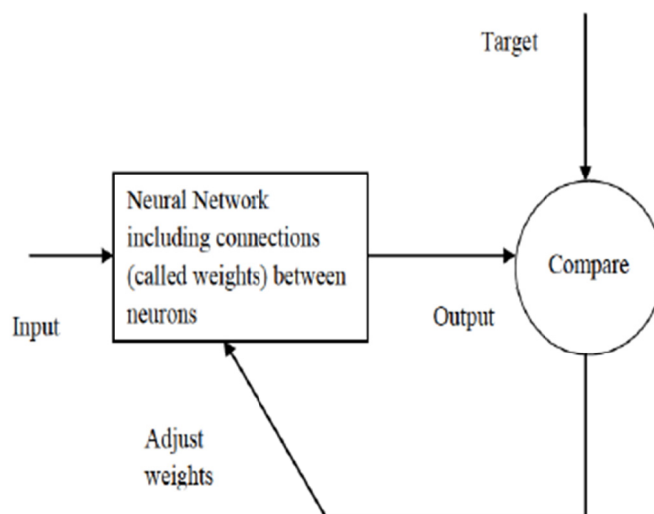 Target
Neural Network
including connections
(called weights) between
neurons
Compare
Input
Output
Adjust
weights